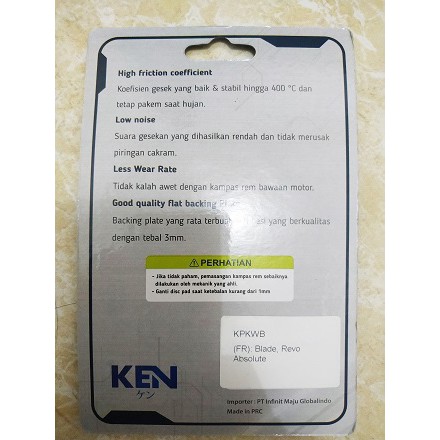 High friction coefficient
Koefisien gesek yang baik & stabil hingga 400 °C dan
tetap pakem saat hujan.
Low noise
Suara gesekan yang dihasilkan rendah dan tidak merusak
piringan cakram.
Less Wear Rate
Tidak kalah awet dengan kampas rem bawaan motor.
Good quality flat backing
Backing plate yang rata yang berkualitas
dengan tebal 3mm.
⚠ PERHATIAN
- Jika tidak paham, pemasangan kampas rem sebaiknya
dilakukan oleh mekanik yang ahli.
- Ganti disc pad saat ketebalan kurang dari 1mm
KPKWB
(FR): Blade, Revo
Absolute
KEN
ケン
Importer : PT Infinit Maju Globalindo
Made in PRC